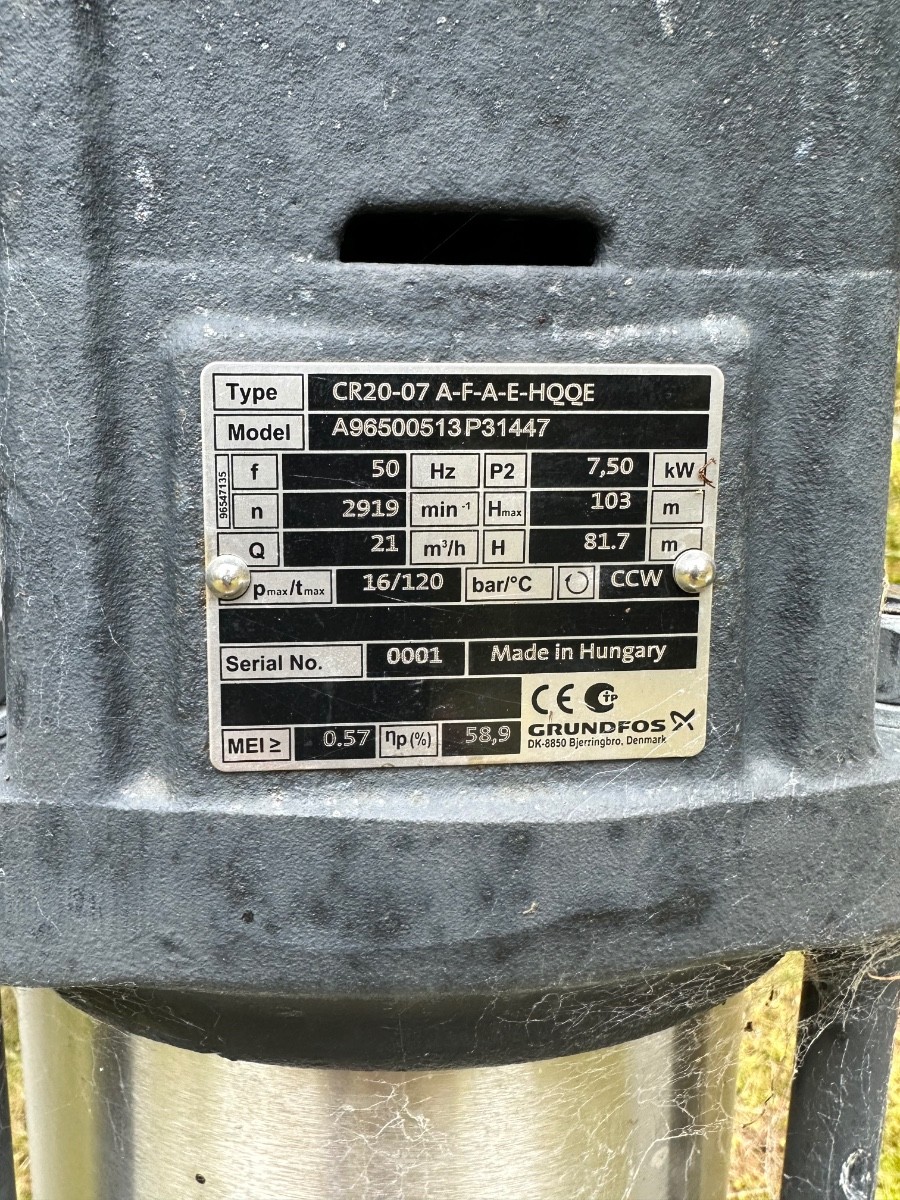 Type CR20-07 A-F-A-E-HQQE
Model A96500513P31447
96547135
f 50 Hz P2 7,50 kW
n 2919 min⁻¹ Hmax 103 m
Q 21 m³/h H 81.7 m
pmax/tmax 16/120 bar/°C CCW
Serial No. 0001 Made in Hungary
CE TP
GRUNDFOS X
DK-8850 Bjerringbro, Denmark
MEI ≥ 0.57 ηp(%) 58,9